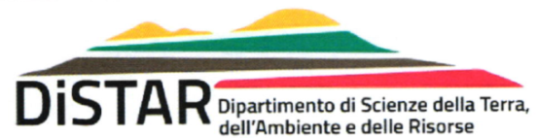 DiSTAR
Dipartimento di Scienze della Terra,
dell'Ambiente e delle Risorse